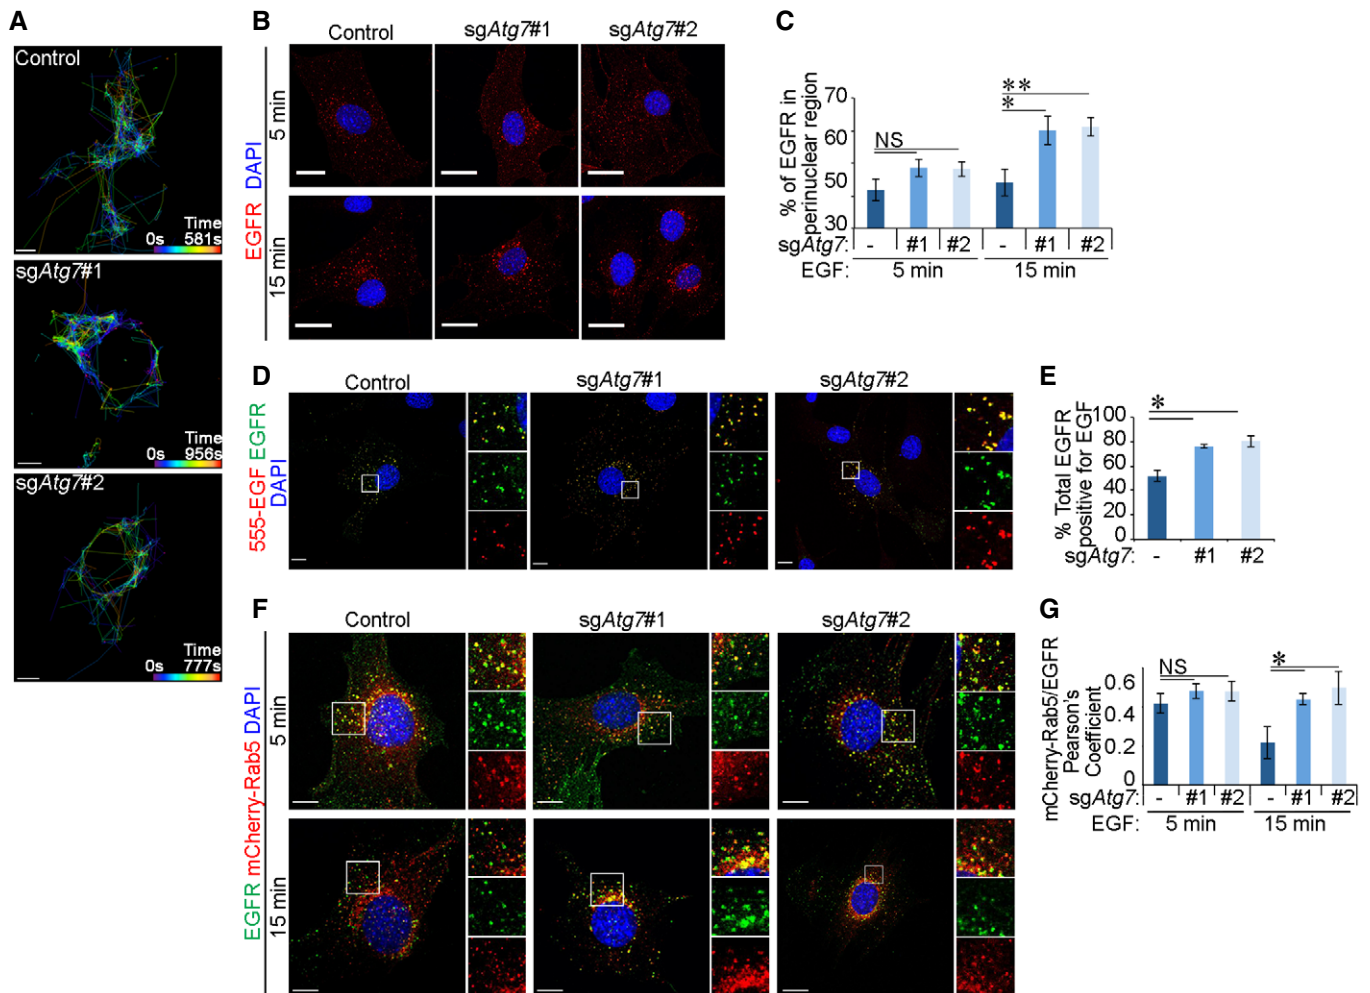 A
Control
Time
0s 581s
sgAtg7#1
Time
0s 956s
sgAtg7#2
Time
0s 777s
B
Control sgAtg7#1 sgAtg7#2
EGFR DAPI
5 min
15 min
C
% of EGFR in
perinuclear region
70
60
50
30
NS
*
**
sgAtg7: - #1 #2 - #1 #2
EGF: 5 min 15 min
D
Control sgAtg7#1 sgAtg7#2
555-EGF EGFR
DAPI
E
% Total EGFR
positive for EGF
100
80
60
40
20
0
*
sgAtg7: - #1 #2
F
Control sgAtg7#1 sgAtg7#2
EGFR mCherry-Rab5 DAPI
5 min
15 min
G
mCherry-Rab5/EGFR
Pearson's
Coefficient
0.6
0.4
0.2
0
NS
*
sgAtg7: - #1 #2 - #1 #2
EGF: 5 min 15 min